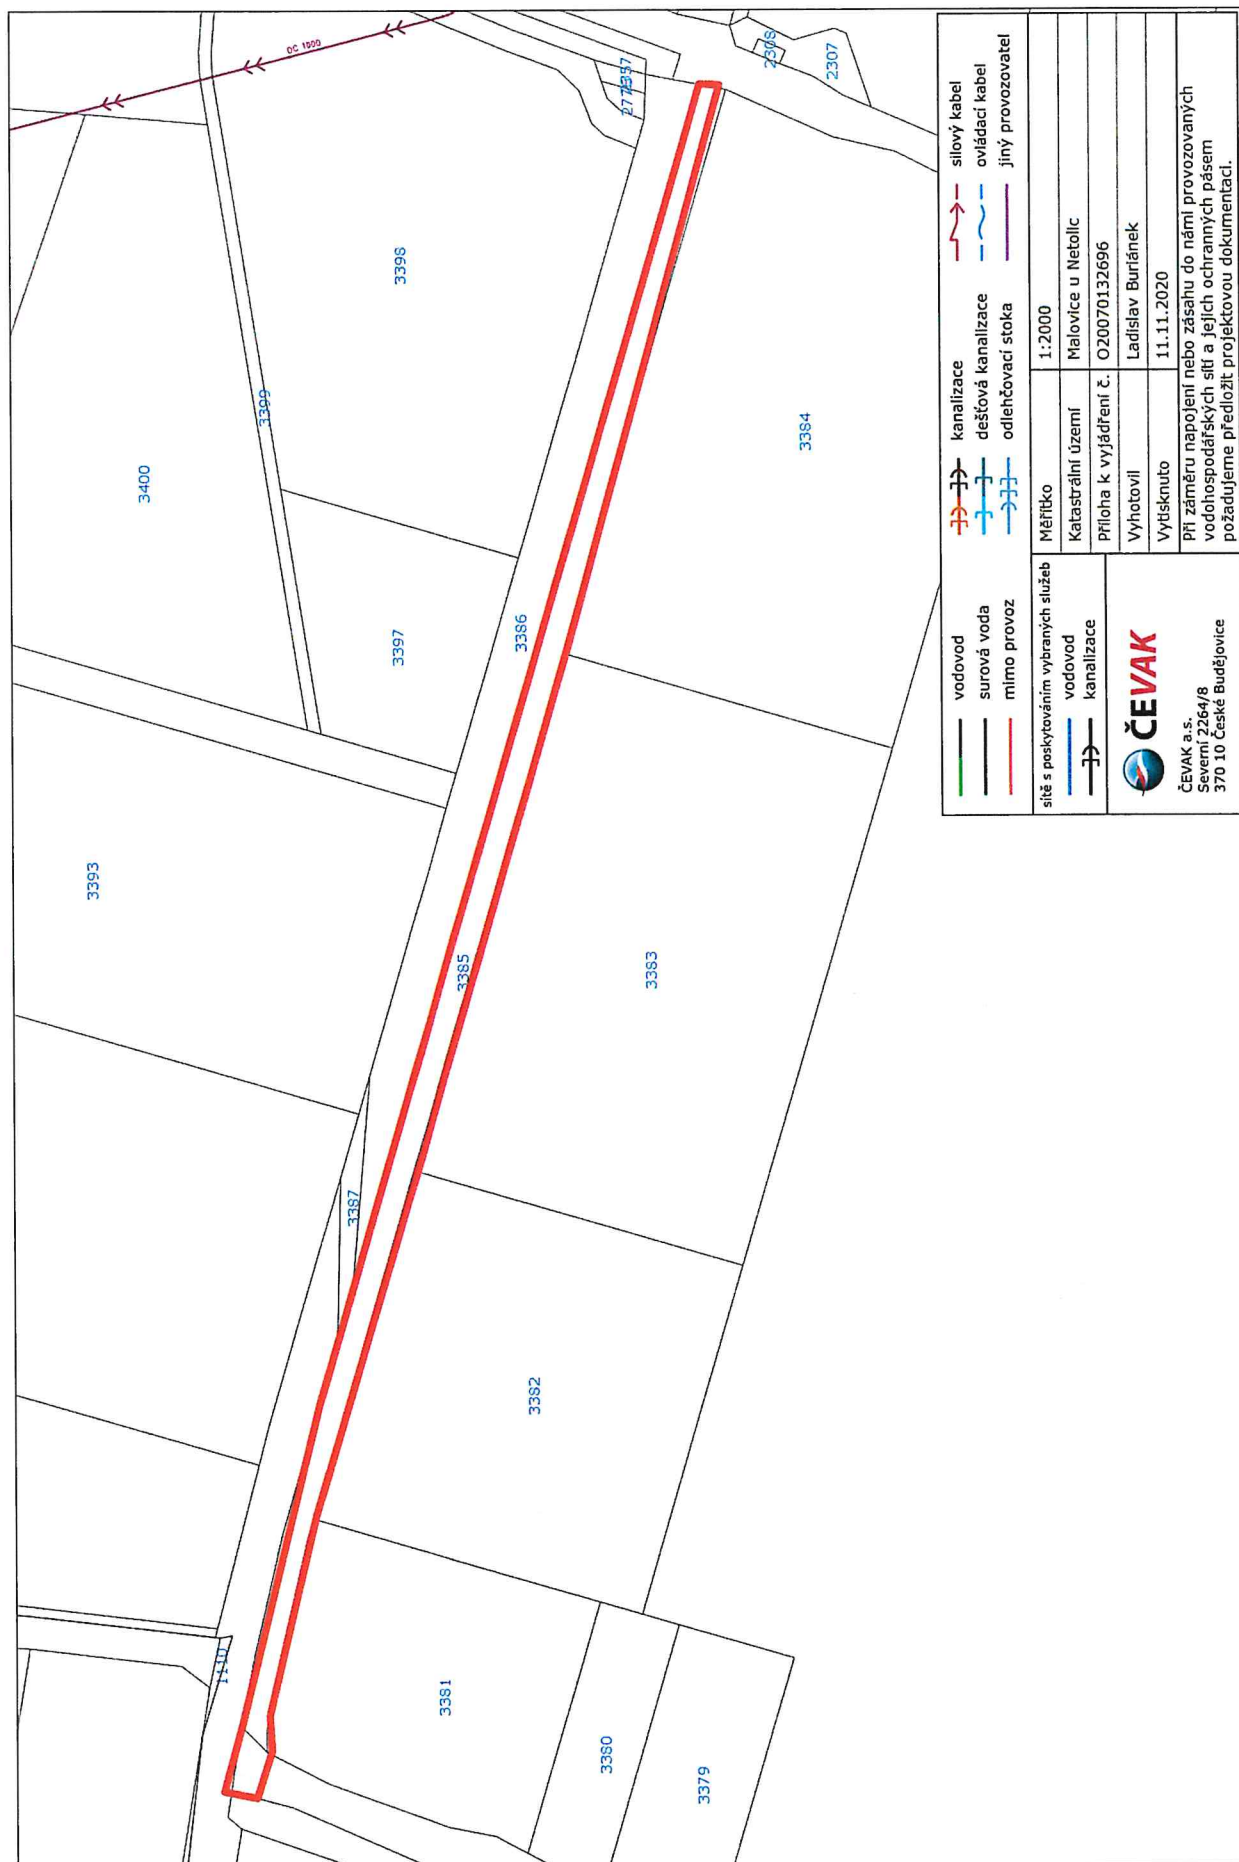 OC 1000
3400
3399
3398
3397
3393
3386
3385
3387
3384
3383
3382
3381
3380
3379
1110
2357
2308
2307
vodovod
surová voda
mimo provoz
kanalizace
dešťová kanalizace
odlehčovací stoka
silový kabel
ovládací kabel
jiný provozovatel
sítě s poskytováním vybraných služeb
vodovod
kanalizace
ČEVAK
ČEVAK a.s.
Severní 2264/8
370 10 České Budějovice
Měřítko 1:2000
Katastrální území Malovice u Netolic
Příloha k vyjádření č. O20070132696
Vyhotovil Ladislav Buriánek
Vytisknuto 11.11.2020
Při záměru napojení nebo zásahu do námi provozovaných
vodohospodářských sítí a jejich ochranných pásem
požadujeme předložit projektovou dokumentaci.